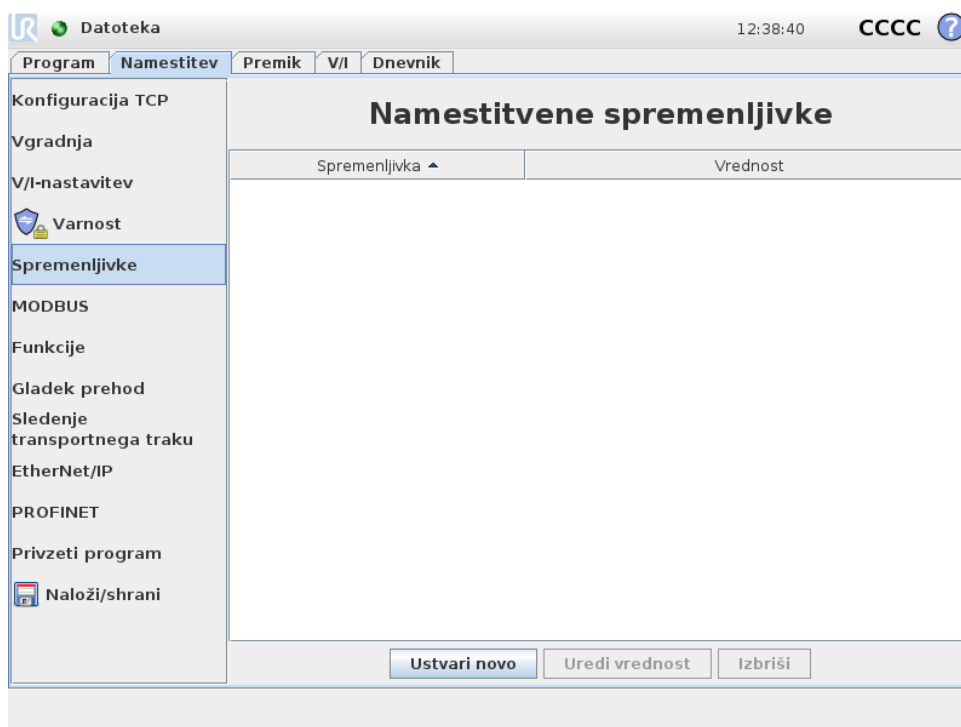 UR Datoteka 12:38:40 CCCC ?
Program Namestitev Premik V/I Dnevnik
Konfiguracija TCP
Vgradnja
V/I-nastavitev
Varnost
Spremenljivke
MODBUS
Funkcije
Gladek prehod
Sledenje
transportnega traku
EtherNet/IP
PROFINET
Privzeti program
Naloži/shrani
Namestitvene spremenljivke
Spremenljivka Vrednost
Ustvari novo Uredi vrednost Izbriši